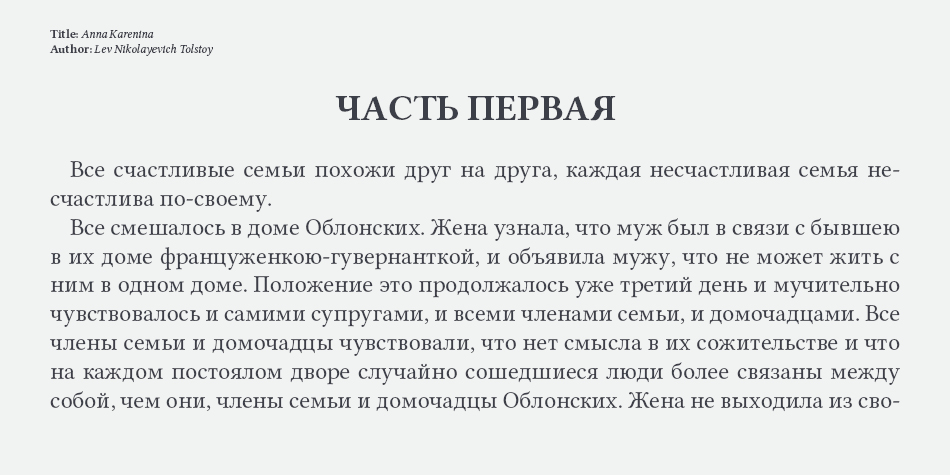 Title: Anna Karenina
Author: Lev Nikolayevich Tolstoy
ЧАСТЬ ПЕРВАЯ
Все счастливые семьи похожи друг на друга, каждая несчастливая семья не-
счастлива по-своему.
Все смешалось в доме Облонских. Жена узнала, что муж был в связи с бывшею
в их доме француженкою-гувернанткой, и объявила мужу, что не может жить с
ним в одном доме. Положение это продолжалось уже третий день и мучительно
чувствовалось и самими супругами, и всеми членами семьи, и домочадцами. Все
члены семьи и домочадцы чувствовали, что нет смысла в их сожительстве и что
на каждом постоялом дворе случайно сошедшиеся люди более связаны между
собой, чем они, члены семьи и домочадцы Облонских. Жена не выходила из сво-